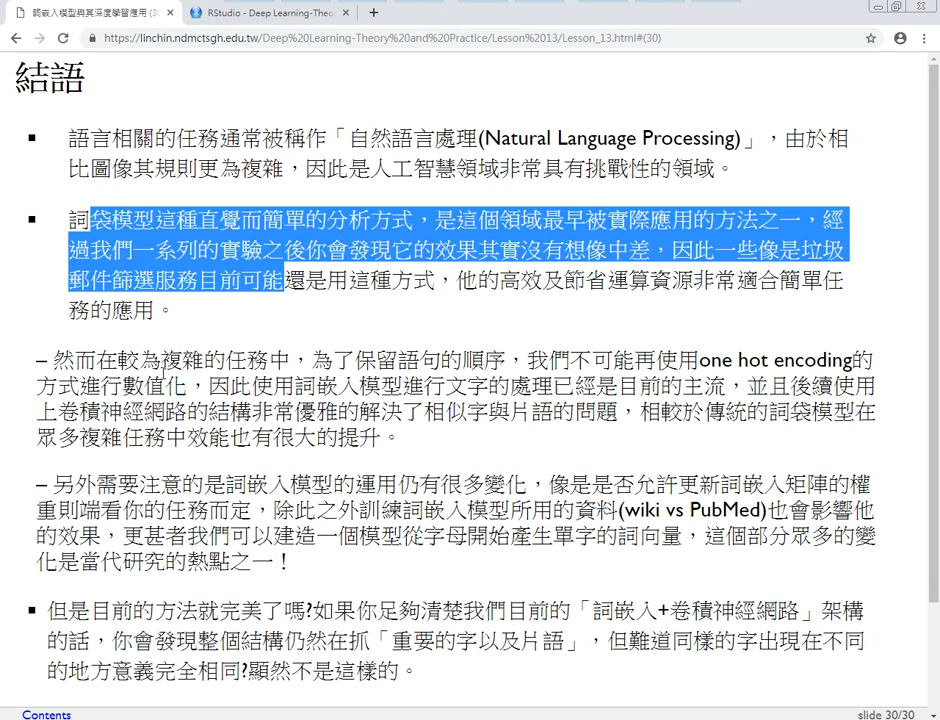 詞嵌入模型與其深度學習應用 (30
RStudio - Deep Learning-Theo
https://linchin.ndmctsgh.edu.tw/Deep%20Learning-Theory%20and%20Practice/Lesson%2013/Lesson_13.html#(30)
結語
▪ 語言相關的任務通常被稱作「自然語言處理(Natural Language Processing)」，由於相
比圖像其規則更為複雜，因此是人工智慧領域非常具有挑戰性的領域。
▪ 詞袋模型這種直覺而簡單的分析方式，是這個領域最早被實際應用的方法之一，經
過我們一系列的實驗之後你會發現它的效果其實沒有想像中差，因此一些像是垃圾
郵件篩選服務目前可能還是用這種方式，他的高效及節省運算資源非常適合簡單任
務的應用。
– 然而在較為複雜的任務中，為了保留語句的順序，我們不可能再使用one hot encoding的
方式進行數值化，因此使用詞嵌入模型進行文字的處理已經是目前的主流，並且後續使用
上卷積神經網路的結構非常優雅的解決了相似字與片語的問題，相較於傳統的詞袋模型在
眾多複雜任務中效能也有很大的提升。
– 另外需要注意的是詞嵌入模型的運用仍有很多變化，像是是否允許更新詞嵌入矩陣的權
重則端看你的任務而定，除此之外訓練詞嵌入模型所用的資料(wiki vs PubMed)也會影響他
的效果，更甚者我們可以建造一個模型從字母開始產生單字的詞向量，這個部分眾多的變
化是當代研究的熱點之一！
▪ 但是目前的方法就完美了嗎?如果你足夠清楚我們目前的「詞嵌入+卷積神經網路」架構
的話，你會發現整個結構仍然在抓「重要的字以及片語」，但難道同樣的字出現在不同
的地方意義完全相同?顯然不是這樣的。
Contents
slide 30/30